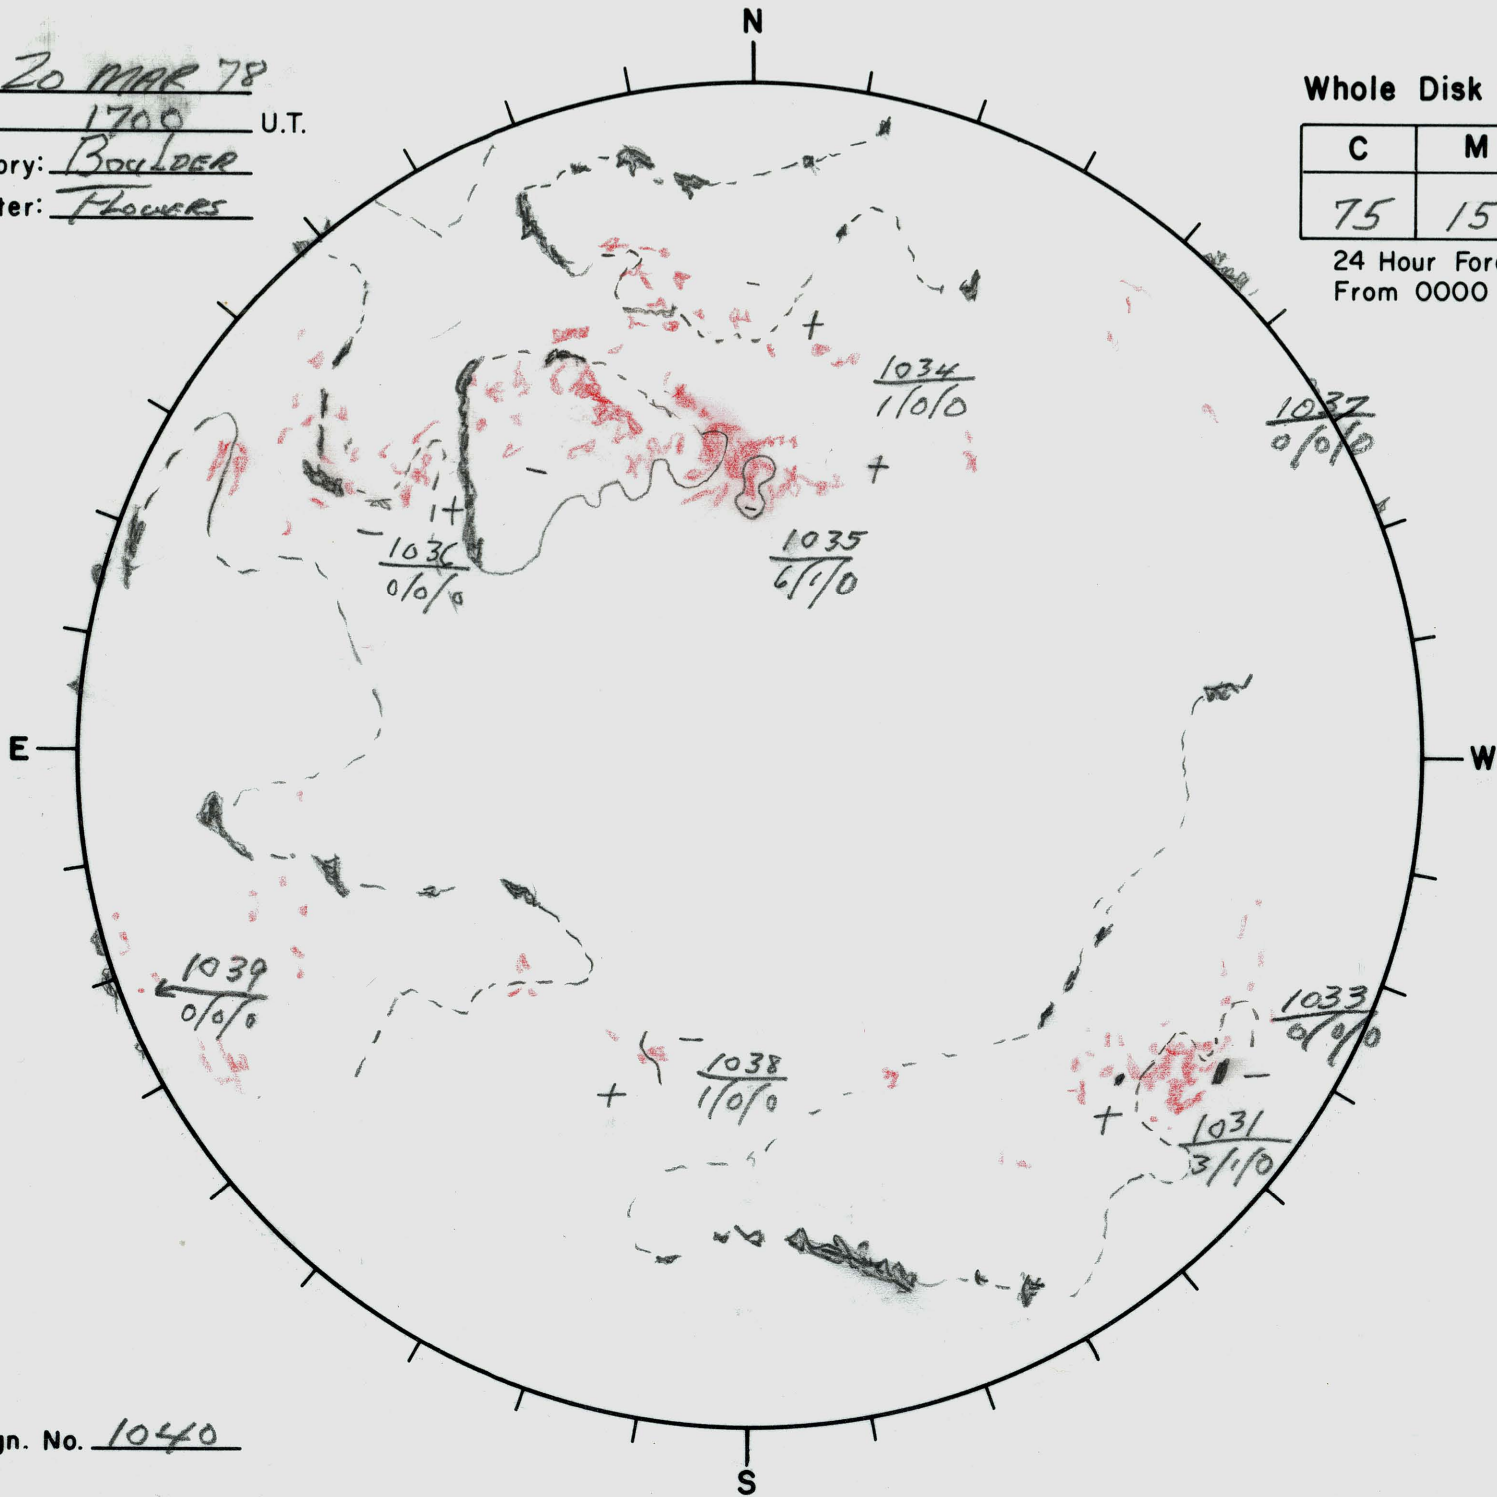 N
20 MAR 78
1700 U.T.
ory: BOULDER
ter: FLOWERS
Whole Disk
C M
75 15
24 Hour Fore
From 0000
1034
1/0/0
1037
0/0/0
+
-
+
-
+
-
1036
0/0/0
-
1035
6/1/0
E
W
1039
0/0/0
1033
0/0/0
-
1038
1/0/0
+
-
+
1031
3/1/0
gn. No. 1040
S